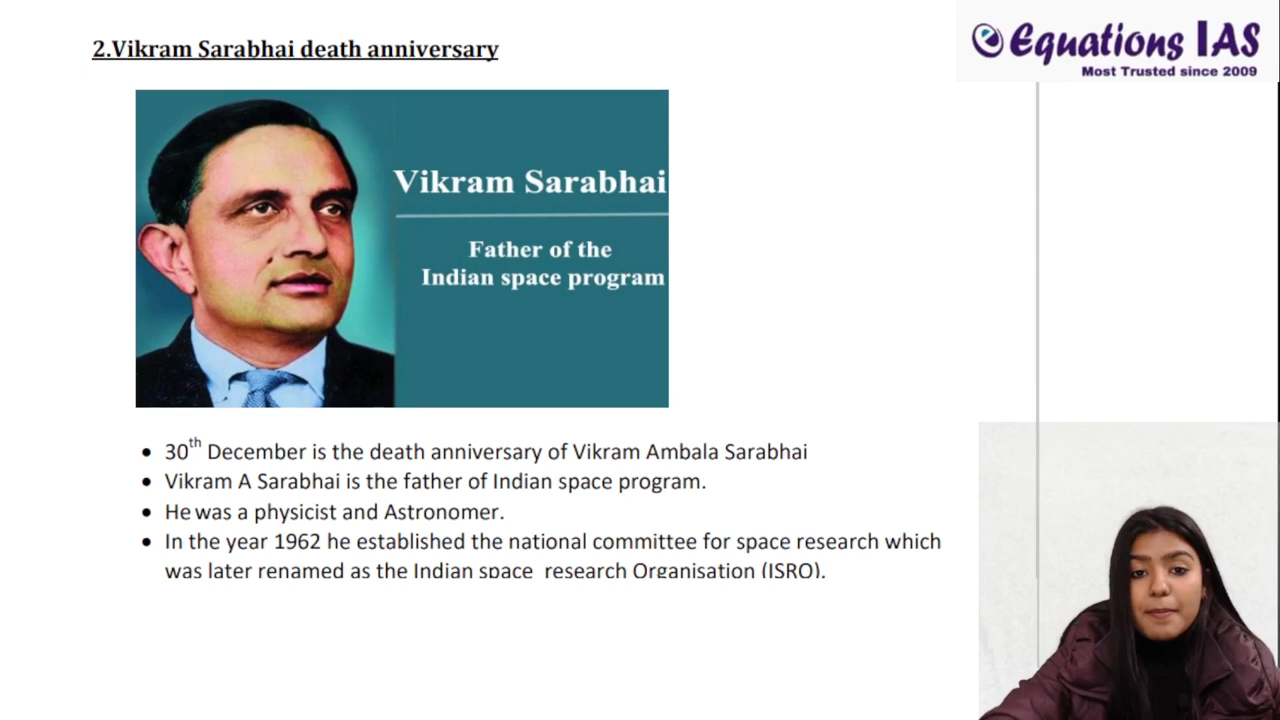 2.Vikram Sarabhai death anniversary
Equations IAS
Most Trusted since 2009
Vikram Sarabhai
Father of the
Indian space program
• 30th December is the death anniversary of Vikram Ambala Sarabhai
• Vikram A Sarabhai is the father of Indian space program.
• He was a physicist and Astronomer.
• In the year 1962 he established the national committee for space research which
was later renamed as the Indian space research Organisation (ISRO).